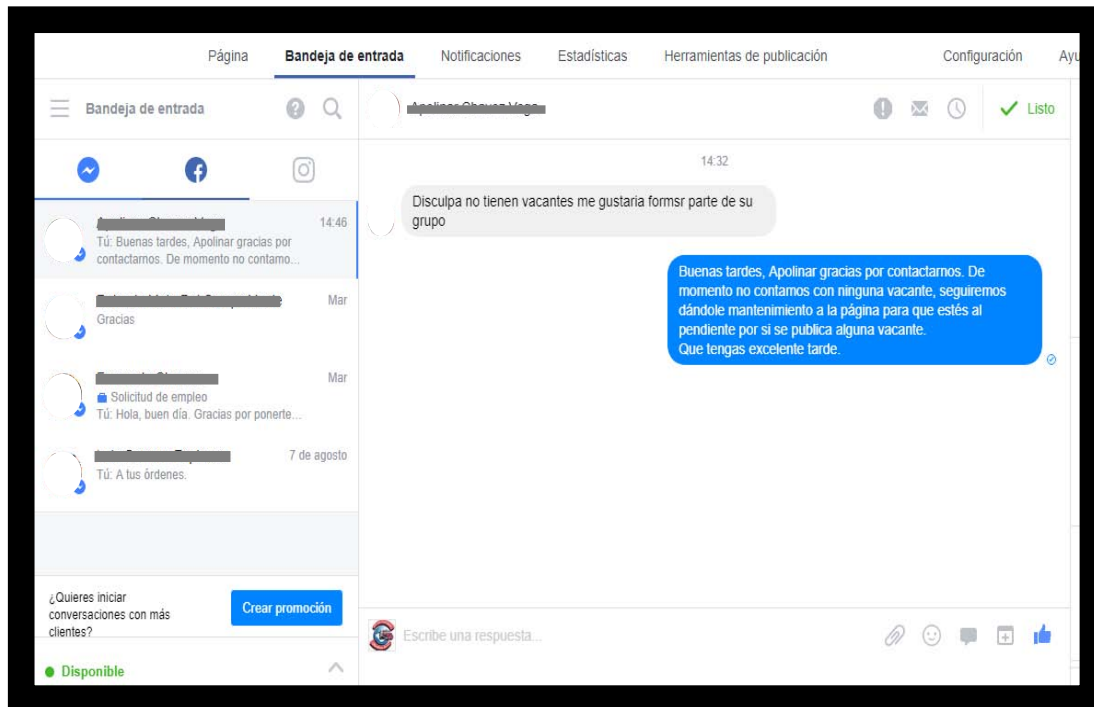 Página Bandeja de entrada Notificaciones Estadísticas Herramientas de publicación Configuración Ayu
Bandeja de entrada
Listo
14:46
Tú: Buenas tardes, Apolinar gracias por
contactarnos. De momento no contamo...
Mar
Gracias
Mar
Solicitud de empleo
Tú: Hola, buen día. Gracias por ponerte...
7 de agosto
Tú: A tus órdenes.
¿Quieres iniciar
conversaciones con más
clientes?
Crear promoción
Disponible
14:32
Disculpa no tienen vacantes me gustaria formsr parte de su
grupo
Buenas tardes, Apolinar gracias por contactarnos. De
momento no contamos con ninguna vacante, seguiremos
dándole mantenimiento a la página para que estés al
pendiente por si se publica alguna vacante.
Que tengas excelente tarde.
Escribe una respuesta...